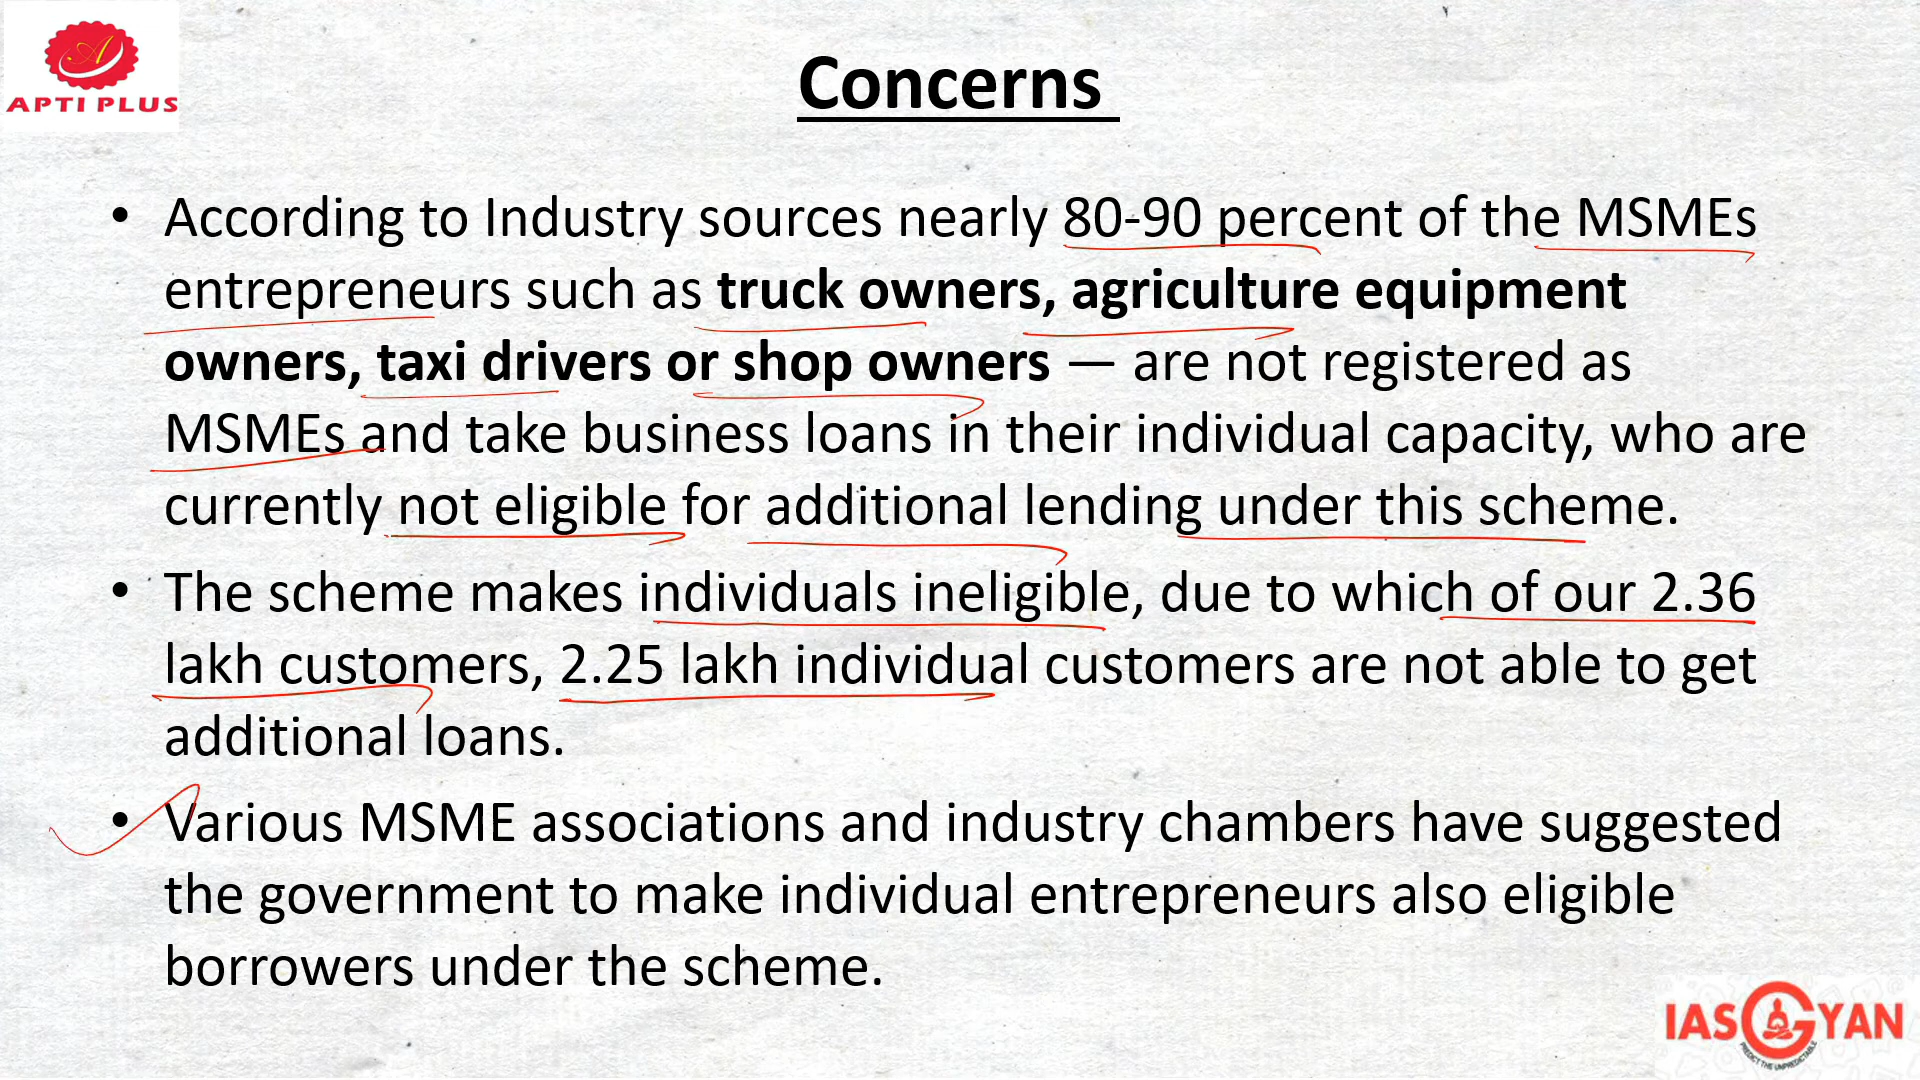 APTI PLUS
Concerns
• According to Industry sources nearly 80-90 percent of the MSMEs
entrepreneurs such as truck owners, agriculture equipment
owners, taxi drivers or shop owners — are not registered as
MSMEs and take business loans in their individual capacity, who are
currently not eligible for additional lending under this scheme.
• The scheme makes individuals ineligible, due to which of our 2.36
lakh customers, 2.25 lakh individual customers are not able to get
additional loans.
• Various MSME associations and industry chambers have suggested
the government to make individual entrepreneurs also eligible
borrowers under the scheme.
IASGYAN
PREDICT THE UNPREDICTABLE